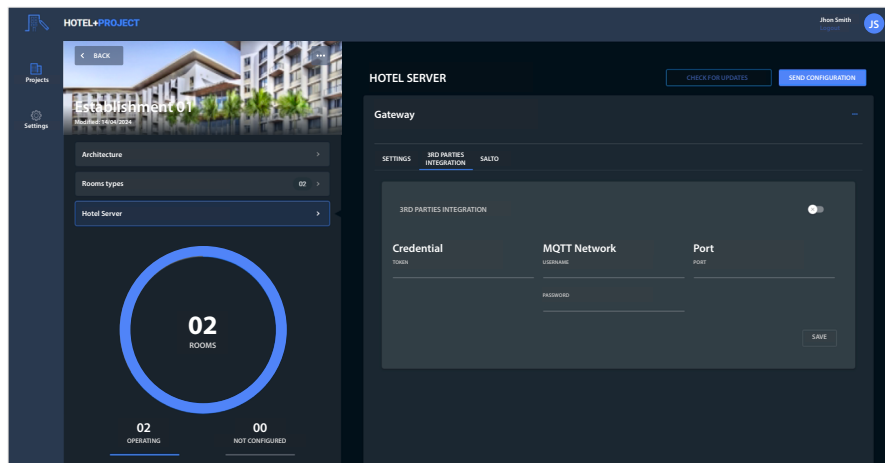 HOTEL+PROJECT
Jhon Smith
JS
Projects
Settings
BACK
Establishment 01
Modified: 14/04/2024
Architecture
Rooms types 02
Hotel Server
02
ROOMS
02
OPERATING
00
NOT CONFIGURED
HOTEL SERVER
CHECK FOR UPDATES
SEND CONFIGURATION
Gateway
SETTINGS
3RD PARTIES
INTEGRATION
SALTO
3RD PARTIES INTEGRATION
Credential
TOKEN
MQTT Network
USERNAME
PASSWORD
Port
PORT
SAVE